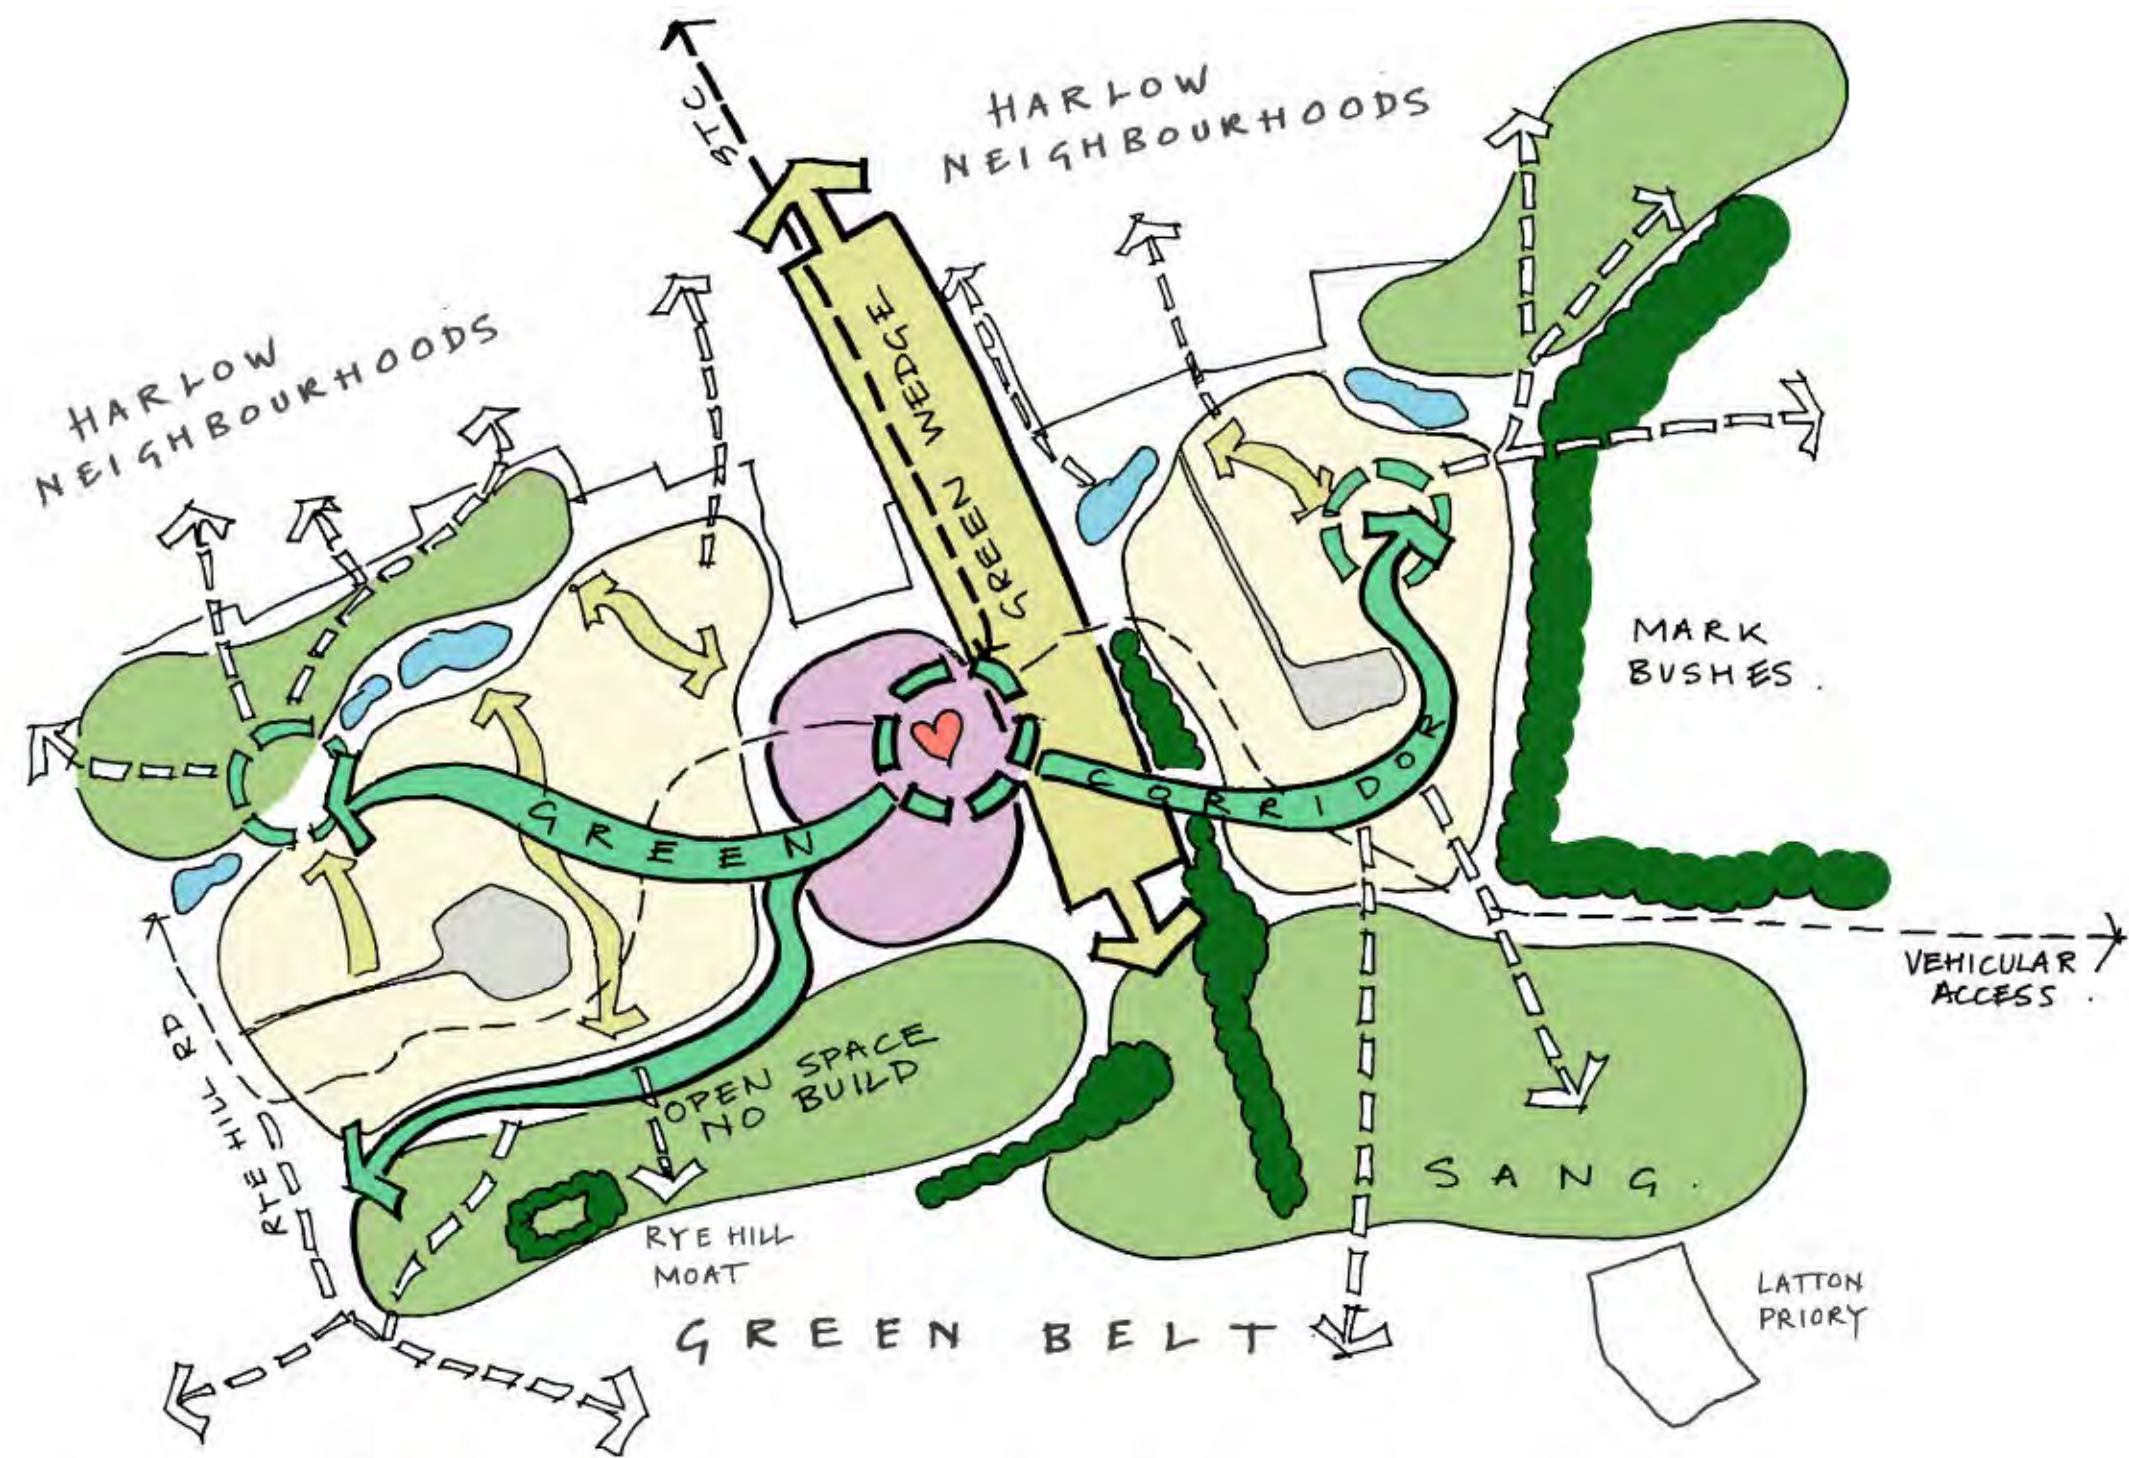 STC
HARLOW
NEIGHBOURHOODS
HARLOW
NEIGHBOURHOODS
GREEN WEDGE
MARK
BUSHES.
GREEN CORRIDOR
VEHICULAR
ACCESS.
RYE HILL RD
OPEN SPACE
NO BUILD
SANG.
RYE HILL
MOAT
LATTON
PRIORY
GREEN BELT